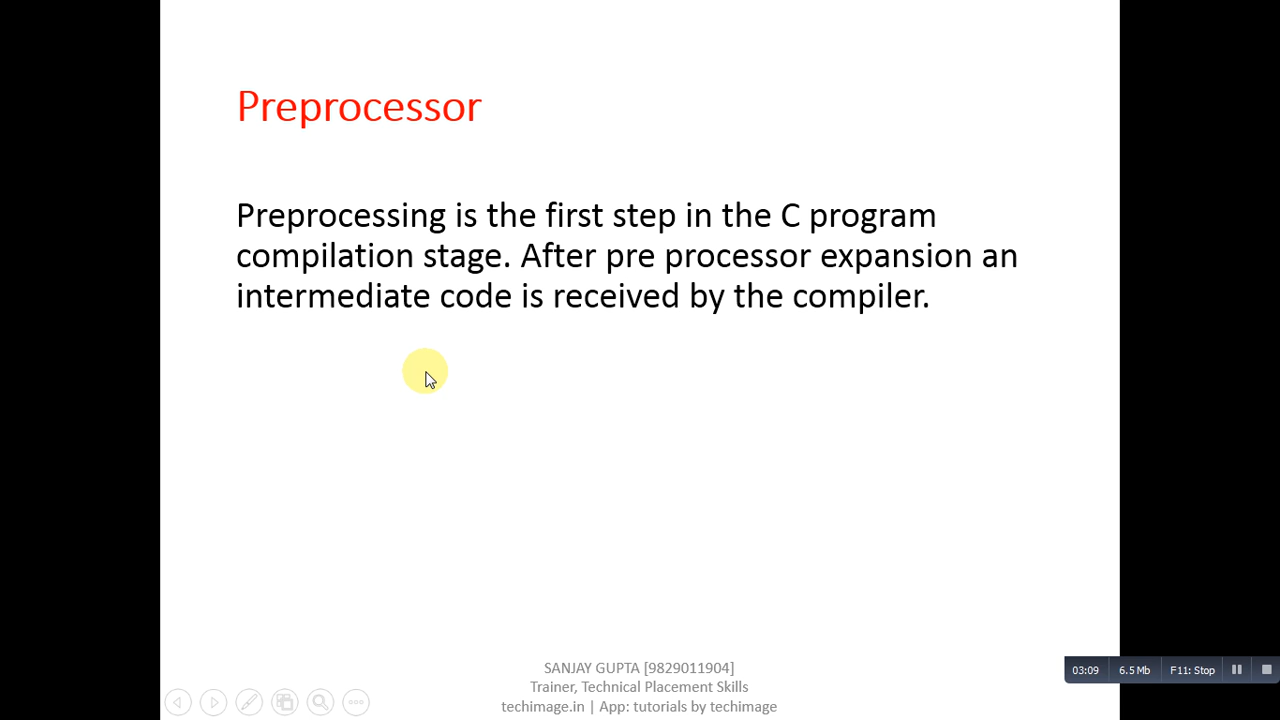 Preprocessor
Preprocessing is the first step in the C program
compilation stage. After pre processor expansion an
intermediate code is received by the compiler.
SANJAY GUPTA [9829011904]
Trainer, Technical Placement Skills
techimage.in | App: tutorials by techimage
03:09 6.5 Mb F11: Stop